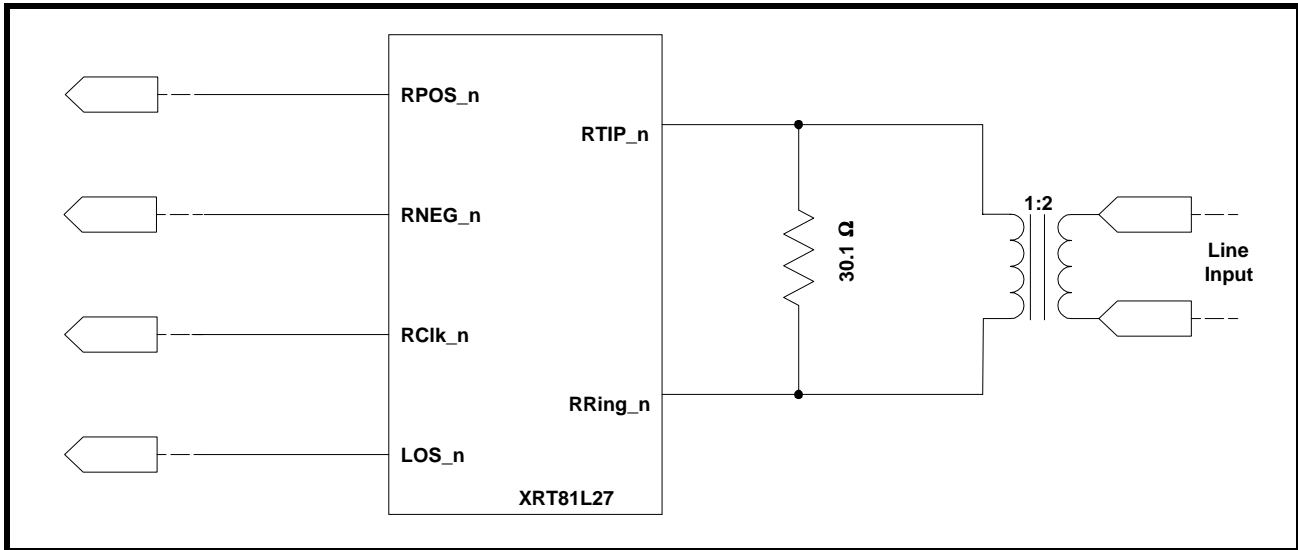 RPOS_n
RTIP_n
RNEG_n
1:2
30.1 Ω
Line
Input
RClk_n
RRing_n
LOS_n
XRT81L27